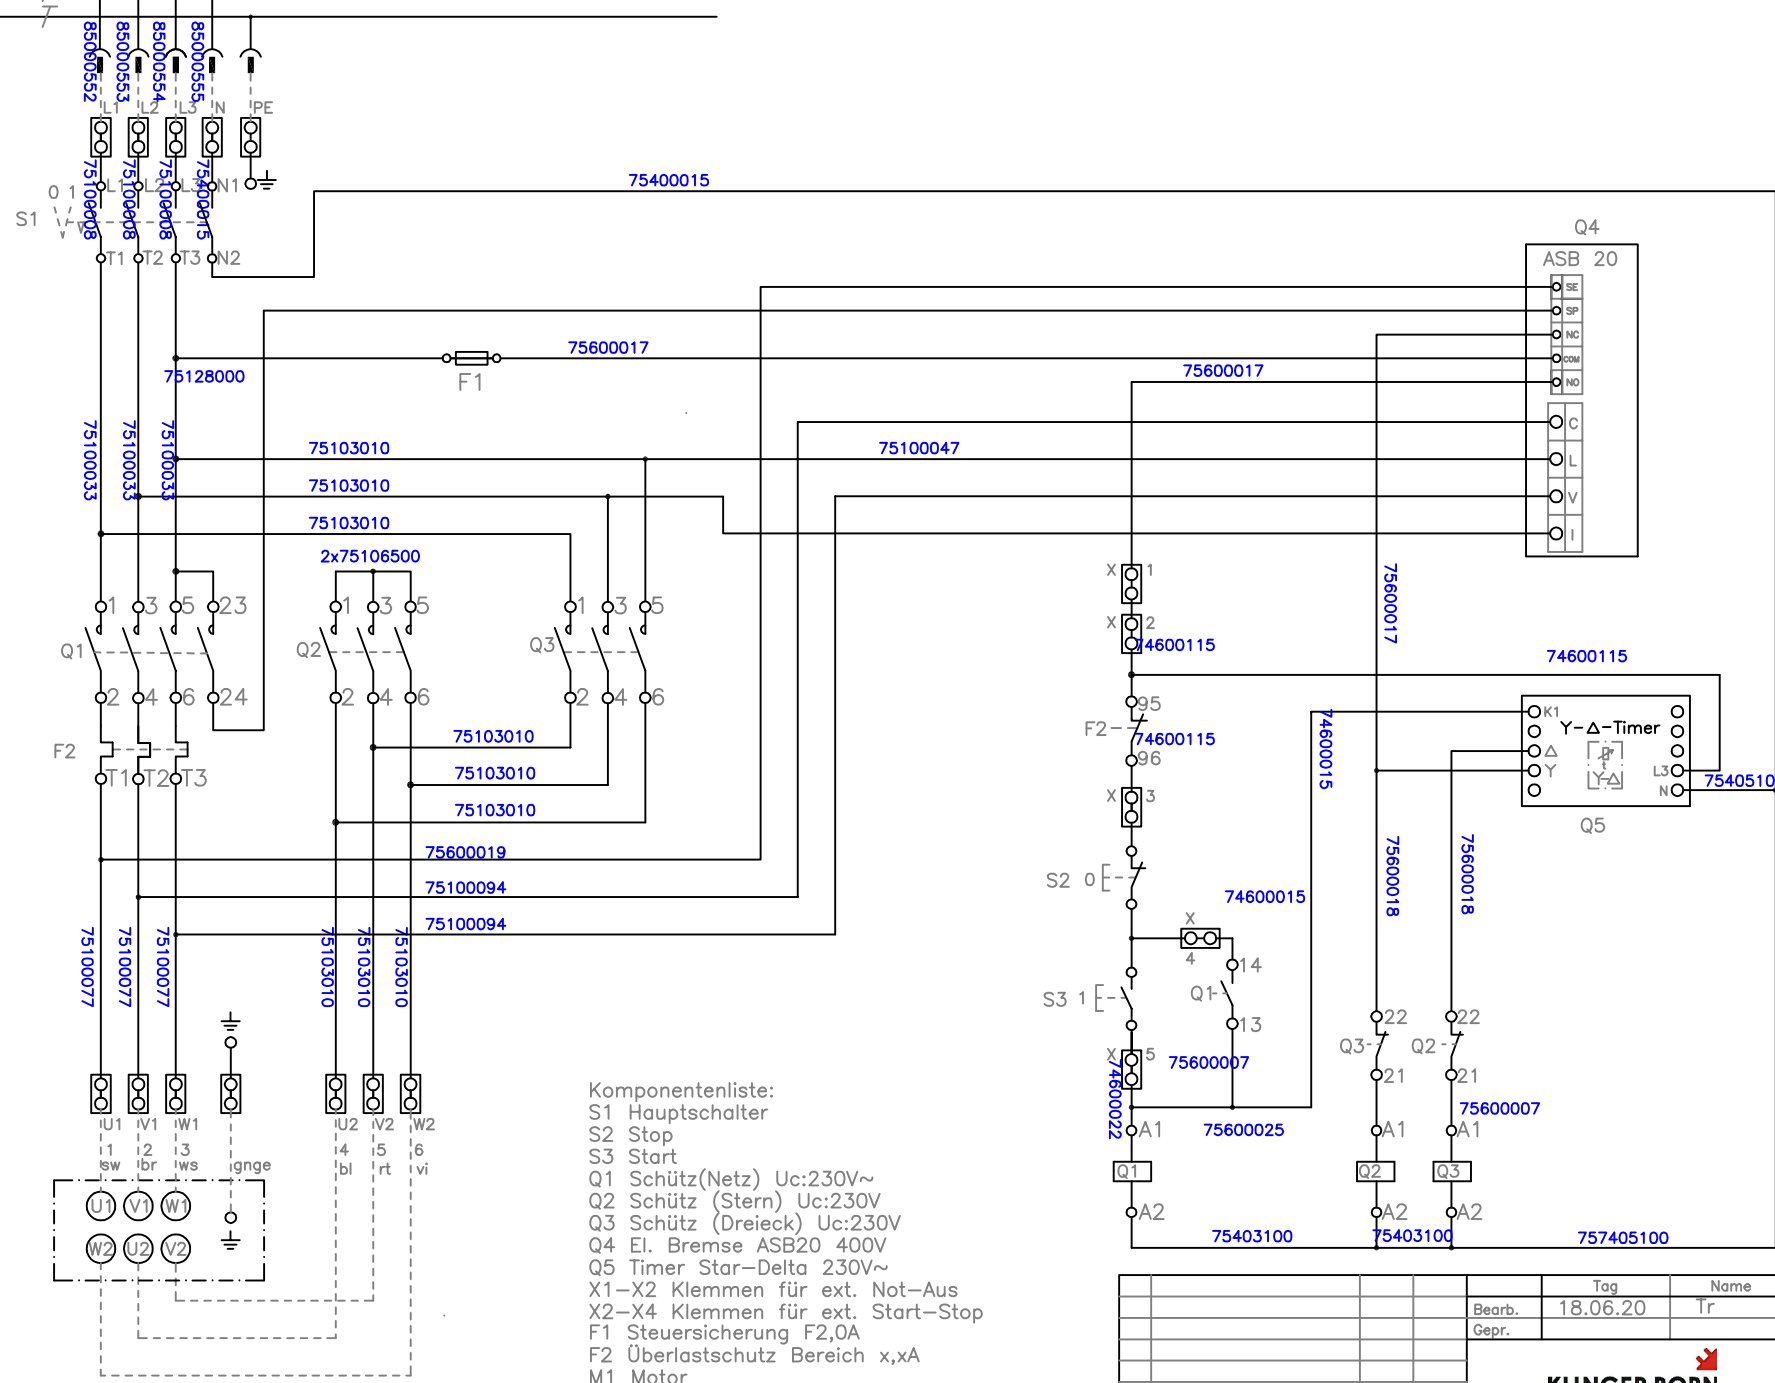 85000552
85000553
85000554
85000555
L1
L2
L3
N
PE
75100008
75100008
75100008
75400015
0 1
S1
L1
L2
L3
N1
T1
T2
T3
N2
75400015
Q4
ASB 20
SE
SP
NC
COM
NO
C
L
V
I
75600017
75128000
F1
75600017
75100033
75100033
75100033
75103010
75100047
75103010
75103010
2x75106500
1
3
5
23
1
3
5
1
3
5
Q1
Q2
Q3
2
4
6
24
2
4
6
2
4
6
F2
T1
T2
T3
75103010
75103010
75103010
75600019
75100094
75100094
75100077
75100077
75100077
75103010
75103010
75103010
X 1
X 2
74600115
75600017
74600115
95
F2
74600115
96
74600015
K1
Y-Δ-Timer
Δ
Y
t
Y-Δ
L3
N
7540510
Q5
X 3
S2 0
74600015
75600018
75600018
X
4
14
S3 1
Q1
13
X 5
75600007
74600022
22
22
Q3
Q2
21
21
75600007
A1
75600025
A1
A1
Q1
Q2
Q3
A2
A2
A2
75403100
75403100
757405100
U1
V1
W1
U2
V2
W2
1
2
3
4
5
6
sw
br
ws
gnge
bl
rt
vi
U1
V1
W1
W2
U2
V2
Komponentenliste:
S1 Hauptschalter
S2 Stop
S3 Start
Q1 Schütz(Netz) Uc:230V~
Q2 Schütz (Stern) Uc:230V
Q3 Schütz (Dreieck) Uc:230V
Q4 El. Bremse ASB20 400V
Q5 Timer Star-Delta 230V~
X1-X2 Klemmen für ext. Not-Aus
X2-X4 Klemmen für ext. Start-Stop
F1 Steuersicherung F2,0A
F2 Überlastschutz Bereich x,xA
M1 Motor
Tag
Name
Bearb.
18.06.20
Tr
Gepr.
KLINGER BORN